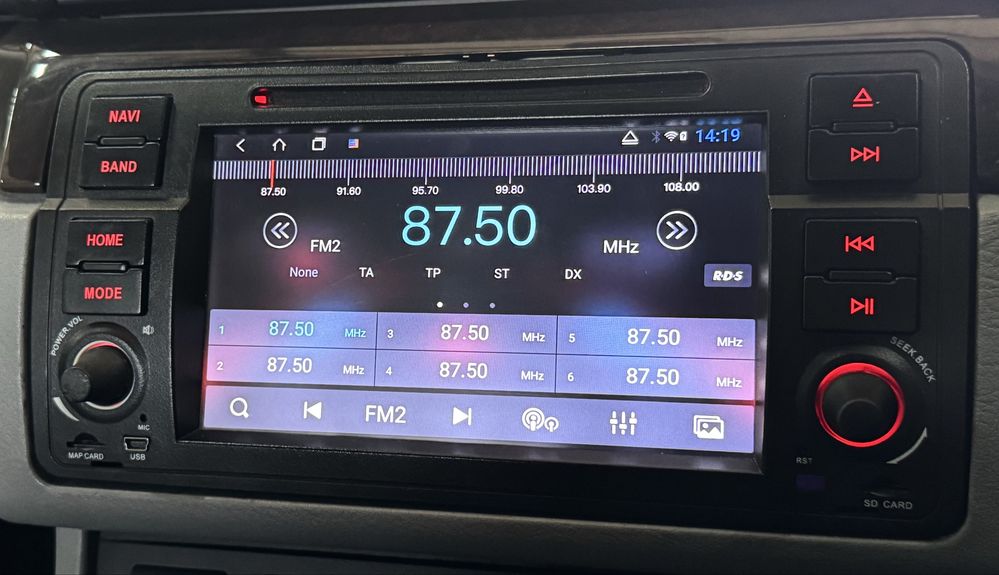 NAVI
BAND
HOME
MODE
POWER.VOL
MIC
MAP CARD
USB
14:19
87.50 91.60 95.70 99.80 103.90 108.00
87.50
FM2 MHz
None TA TP ST DX
R·D·S
1 87.50 MHz 3 87.50 MHz 5 87.50 MHz
2 87.50 MHz 4 87.50 MHz 6 87.50 MHz
FM2
SEEK BACK
RST
SD CARD